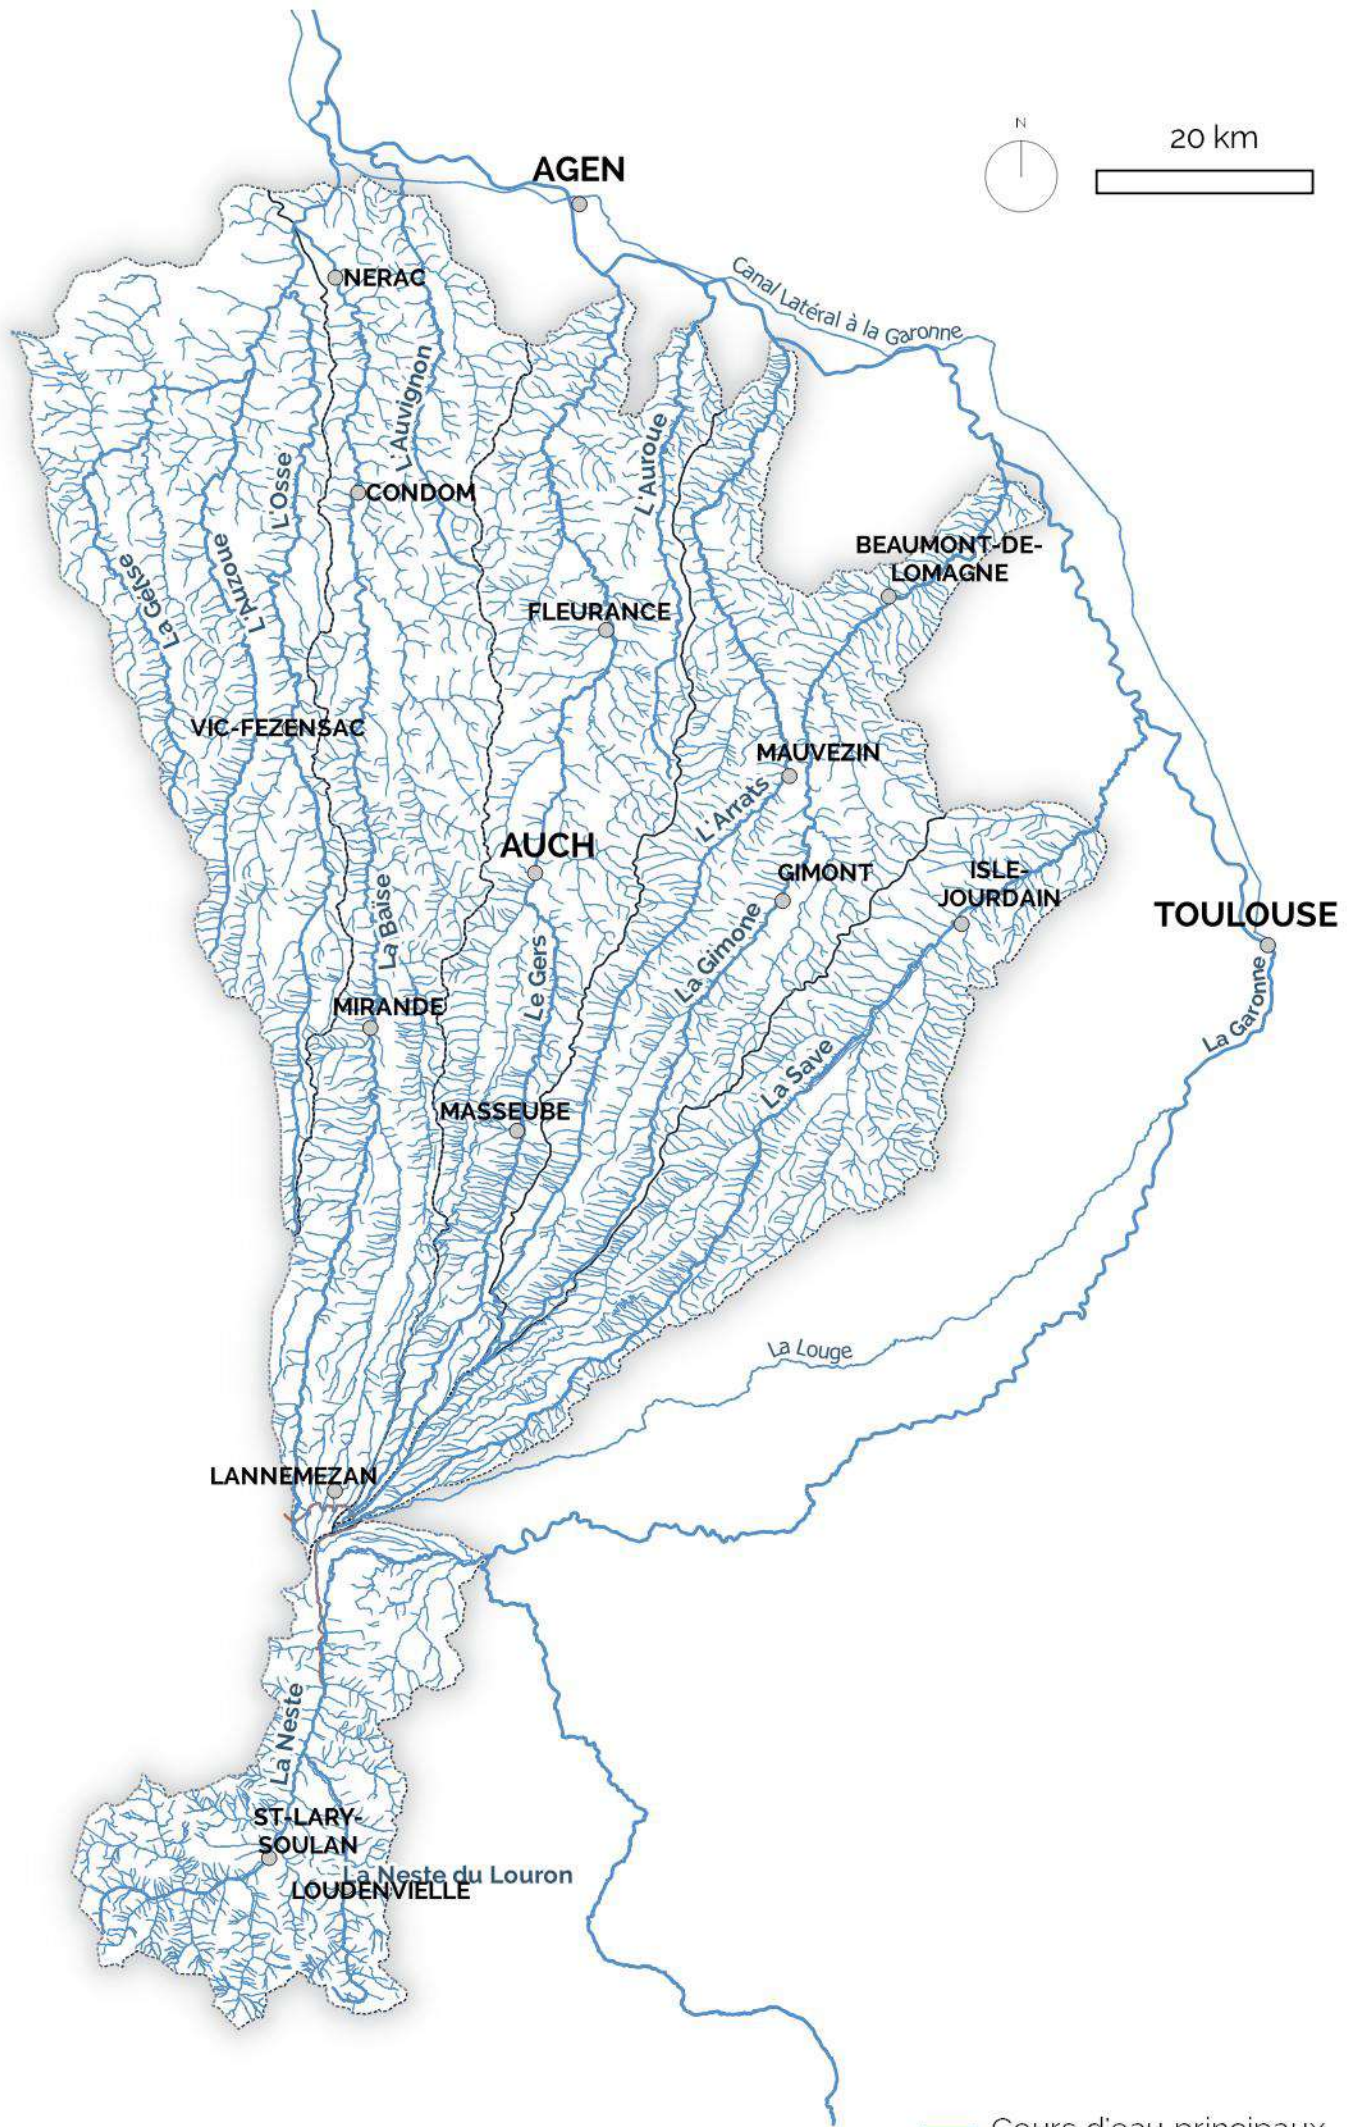 N
20 km
AGEN
NERAC
Canal Latéral à la Garonne
L'Auvignon
L'Auroue
L'Osse
CONDOM
BEAUMONT-DE-
LOMAGNE
La Gélise
L'Auzoue
FLEURANCE
VIC-FEZENSAC
MAUVEZIN
L'Arrats
AUCH
GIMONT
ISLE-
JOURDAIN
TOULOUSE
La Baïse
La Gimone
Le Gers
La Garonne
MIRANDE
La Save
MASSEUBE
La Louge
LANNEMEZAN
La Neste
ST-LARY-
SOULAN
La Neste du Louron
LOUDENVIELLE
Cours d'eau principaux